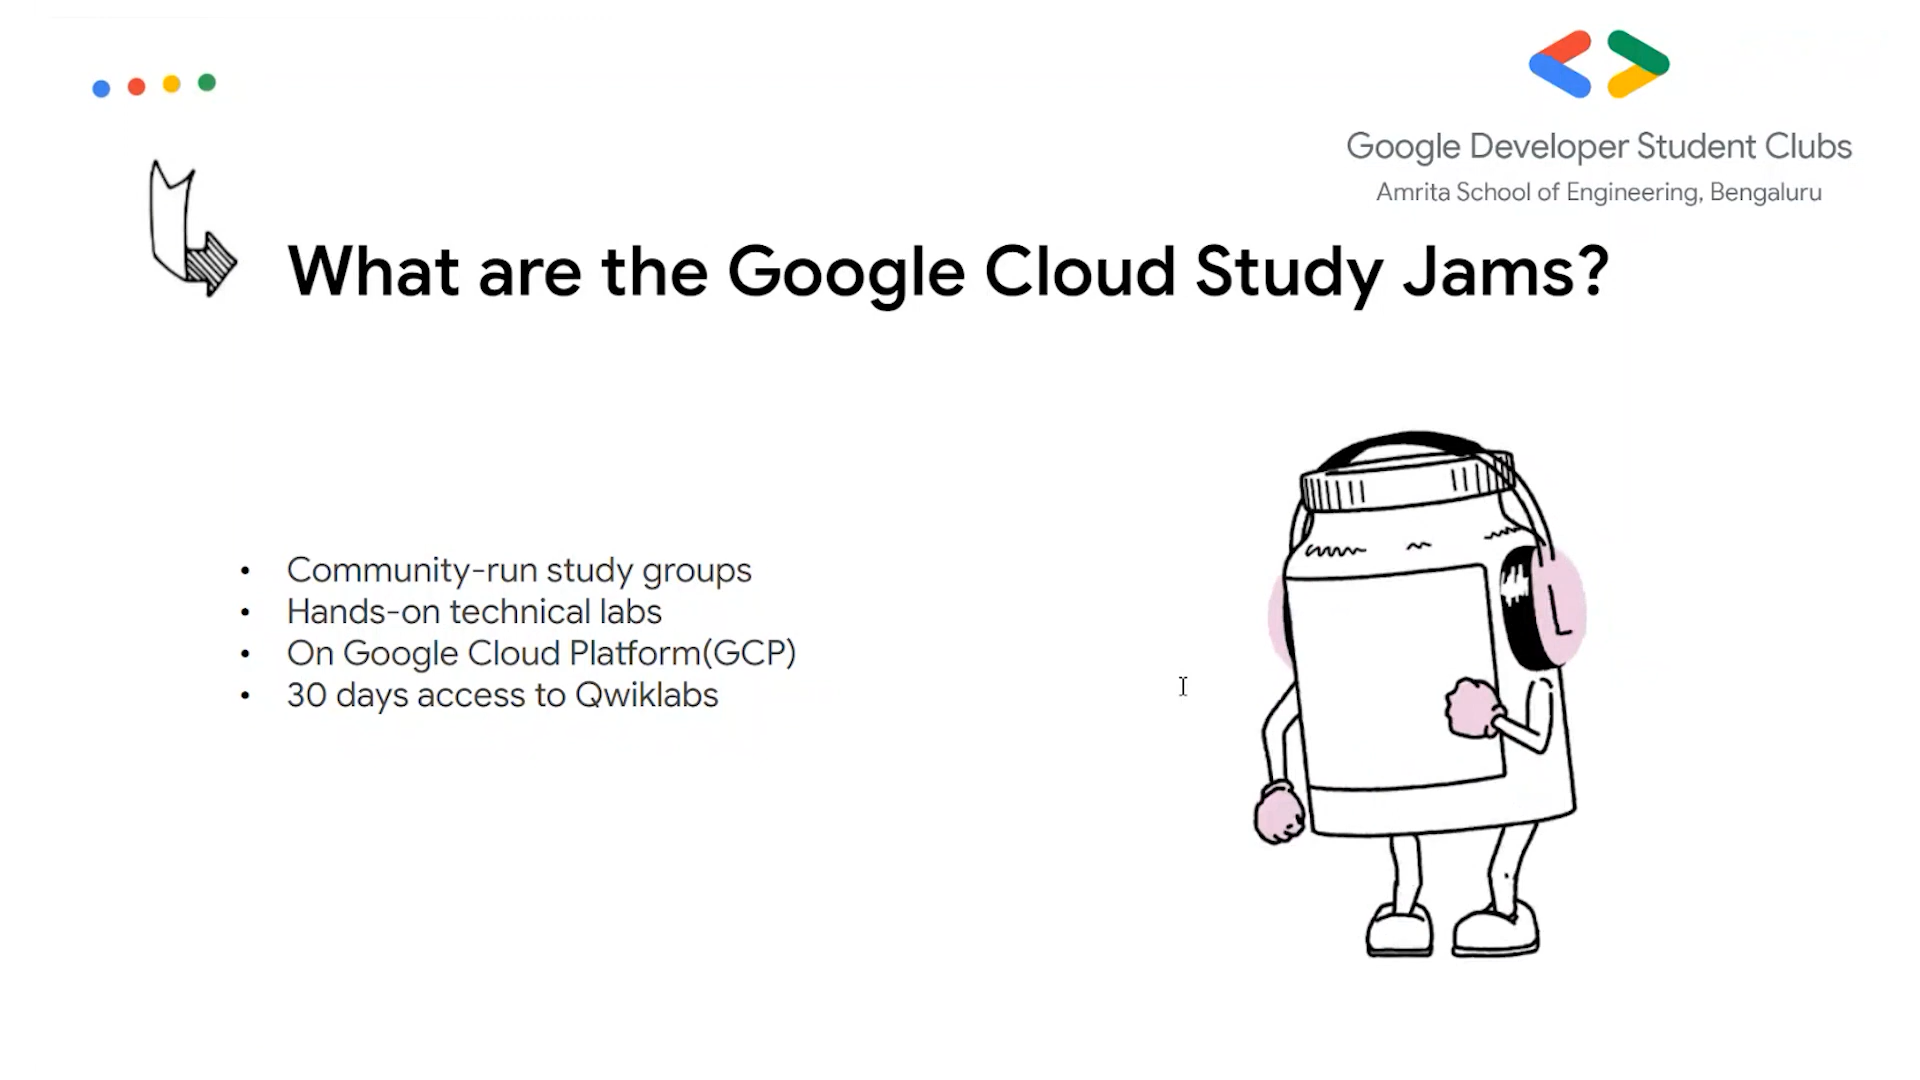 Google Developer Student Clubs
Amrita School of Engineering, Bengaluru
What are the Google Cloud Study Jams?
• Community-run study groups
• Hands-on technical labs
• On Google Cloud Platform(GCP)
• 30 days access to Qwiklabs